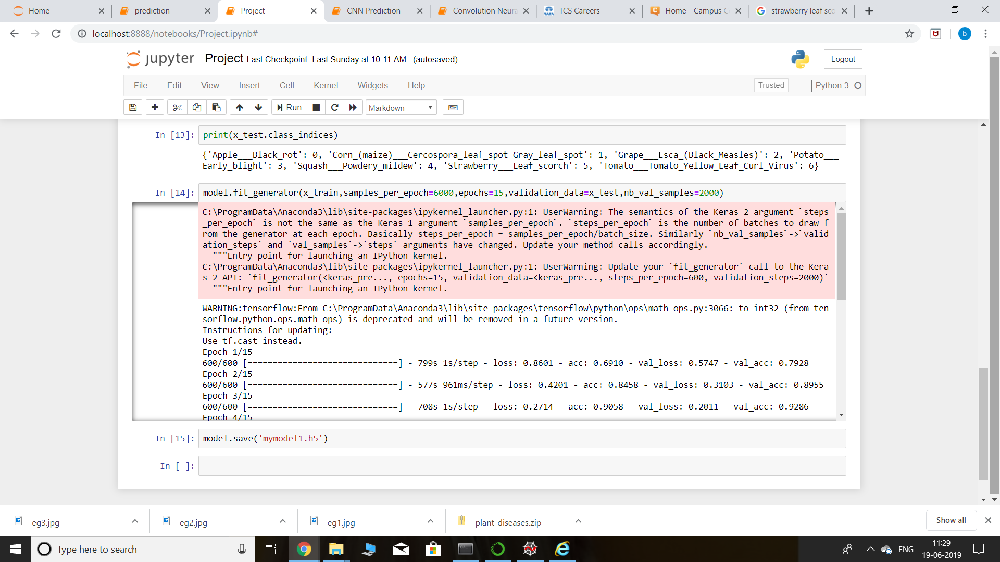 Home
prediction
Project
CNN Prediction
Convolution Neura
TCS Careers
Home - Campus C
strawberry leaf sco
localhost:8888/notebooks/Project.ipynb#
b
jupyter Project Last Checkpoint: Last Sunday at 10:11 AM (autosaved)
Logout
File Edit View Insert Cell Kernel Widgets Help
Trusted
Python 3
Run
Markdown
In [13]: print(x_test.class_indices)
{'Apple___Black_rot': 0, 'Corn_(maize)___Cercospora_leaf_spot Gray_leaf_spot': 1, 'Grape___Esca_(Black_Measles)': 2, 'Potato___
Early_blight': 3, 'Squash___Powdery_mildew': 4, 'Strawberry___Leaf_scorch': 5, 'Tomato___Tomato_Yellow_Leaf_Curl_Virus': 6}
In [14]: model.fit_generator(x_train,samples_per_epoch=6000,epochs=15,validation_data=x_test,nb_val_samples=2000)
C:\ProgramData\Anaconda3\lib\site-packages\ipykernel_launcher.py:1: UserWarning: The semantics of the Keras 2 argument `steps
_per_epoch` is not the same as the Keras 1 argument `samples_per_epoch`. `steps_per_epoch` is the number of batches to draw f
rom the generator at each epoch. Basically steps_per_epoch = samples_per_epoch/batch_size. Similarly `nb_val_samples`->`valid
ation_steps` and `val_samples`->`steps` arguments have changed. Update your method calls accordingly.
"""Entry point for launching an IPython kernel.
C:\ProgramData\Anaconda3\lib\site-packages\ipykernel_launcher.py:1: UserWarning: Update your `fit_generator` call to the Kera
s 2 API: `fit_generator(<keras_pre..., epochs=15, validation_data=<keras_pre..., steps_per_epoch=600, validation_steps=2000)`
"""Entry point for launching an IPython kernel.
WARNING:tensorflow:From C:\ProgramData\Anaconda3\lib\site-packages\tensorflow\python\ops\math_ops.py:3066: to_int32 (from ten
sorflow.python.ops.math_ops) is deprecated and will be removed in a future version.
Instructions for updating:
Use tf.cast instead.
Epoch 1/15
600/600 [==============================] - 799s 1s/step - loss: 0.8601 - acc: 0.6910 - val_loss: 0.5747 - val_acc: 0.7928
Epoch 2/15
600/600 [==============================] - 577s 961ms/step - loss: 0.4201 - acc: 0.8458 - val_loss: 0.3103 - val_acc: 0.8955
Epoch 3/15
600/600 [==============================] - 708s 1s/step - loss: 0.2714 - acc: 0.9058 - val_loss: 0.2011 - val_acc: 0.9286
Epoch 4/15
In [15]: model.save('mymodel1.h5')
In [ ]:
eg3.jpg
eg2.jpg
eg1.jpg
plant-diseases.zip
Show all
Type here to search
ENG
11:29
19-06-2019